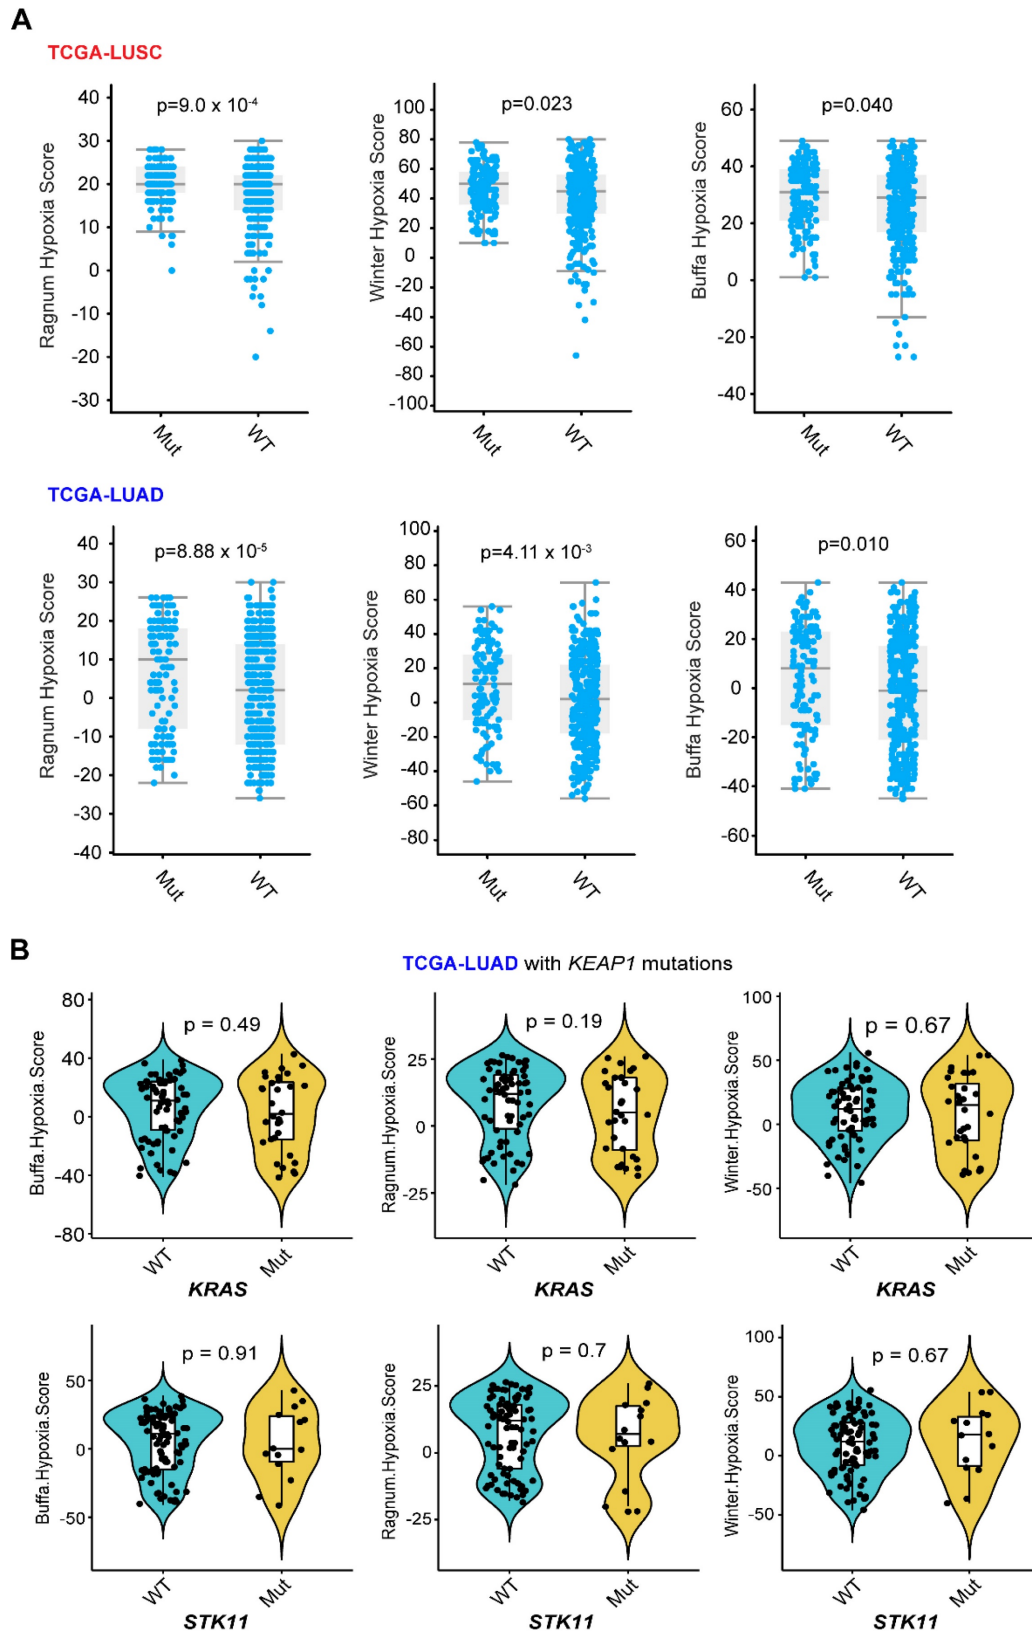 A
TCGA-LUSC
p=9.0 x 10-4
Ragnum Hypoxia Score
40
30
20
10
0
-10
-20
-30
Mut
WT
p=0.023
Winter Hypoxia Score
100
80
60
40
20
0
-20
-40
-60
-80
-100
Mut
WT
p=0.040
Buffa Hypoxia Score
60
40
20
0
-20
-40
Mut
WT
TCGA-LUAD
p=8.88 x 10-5
Ragnum Hypoxia Score
40
30
20
10
0
-10
-20
-30
-40
Mut
WT
p=4.11 x 10-3
Winter Hypoxia Score
100
80
60
40
20
0
-20
-40
-60
-80
Mut
WT
p=0.010
Buffa Hypoxia Score
60
40
20
0
-20
-40
-60
Mut
WT
B
TCGA-LUAD with KEAP1 mutations
p = 0.49
Buffa.Hypoxia.Score
80
40
0
-40
-80
WT
Mut
KRAS
p = 0.19
Ragnum.Hypoxia.Score
25
0
-25
WT
Mut
KRAS
p = 0.67
Winter.Hypoxia.Score
100
50
0
-50
WT
Mut
KRAS
p = 0.91
Buffa.Hypoxia.Score
50
0
-50
WT
Mut
STK11
p = 0.7
Ragnum.Hypoxia.Score
25
0
-25
WT
Mut
STK11
p = 0.67
Winter.Hypoxia.Score
100
50
0
-50
WT
Mut
STK11